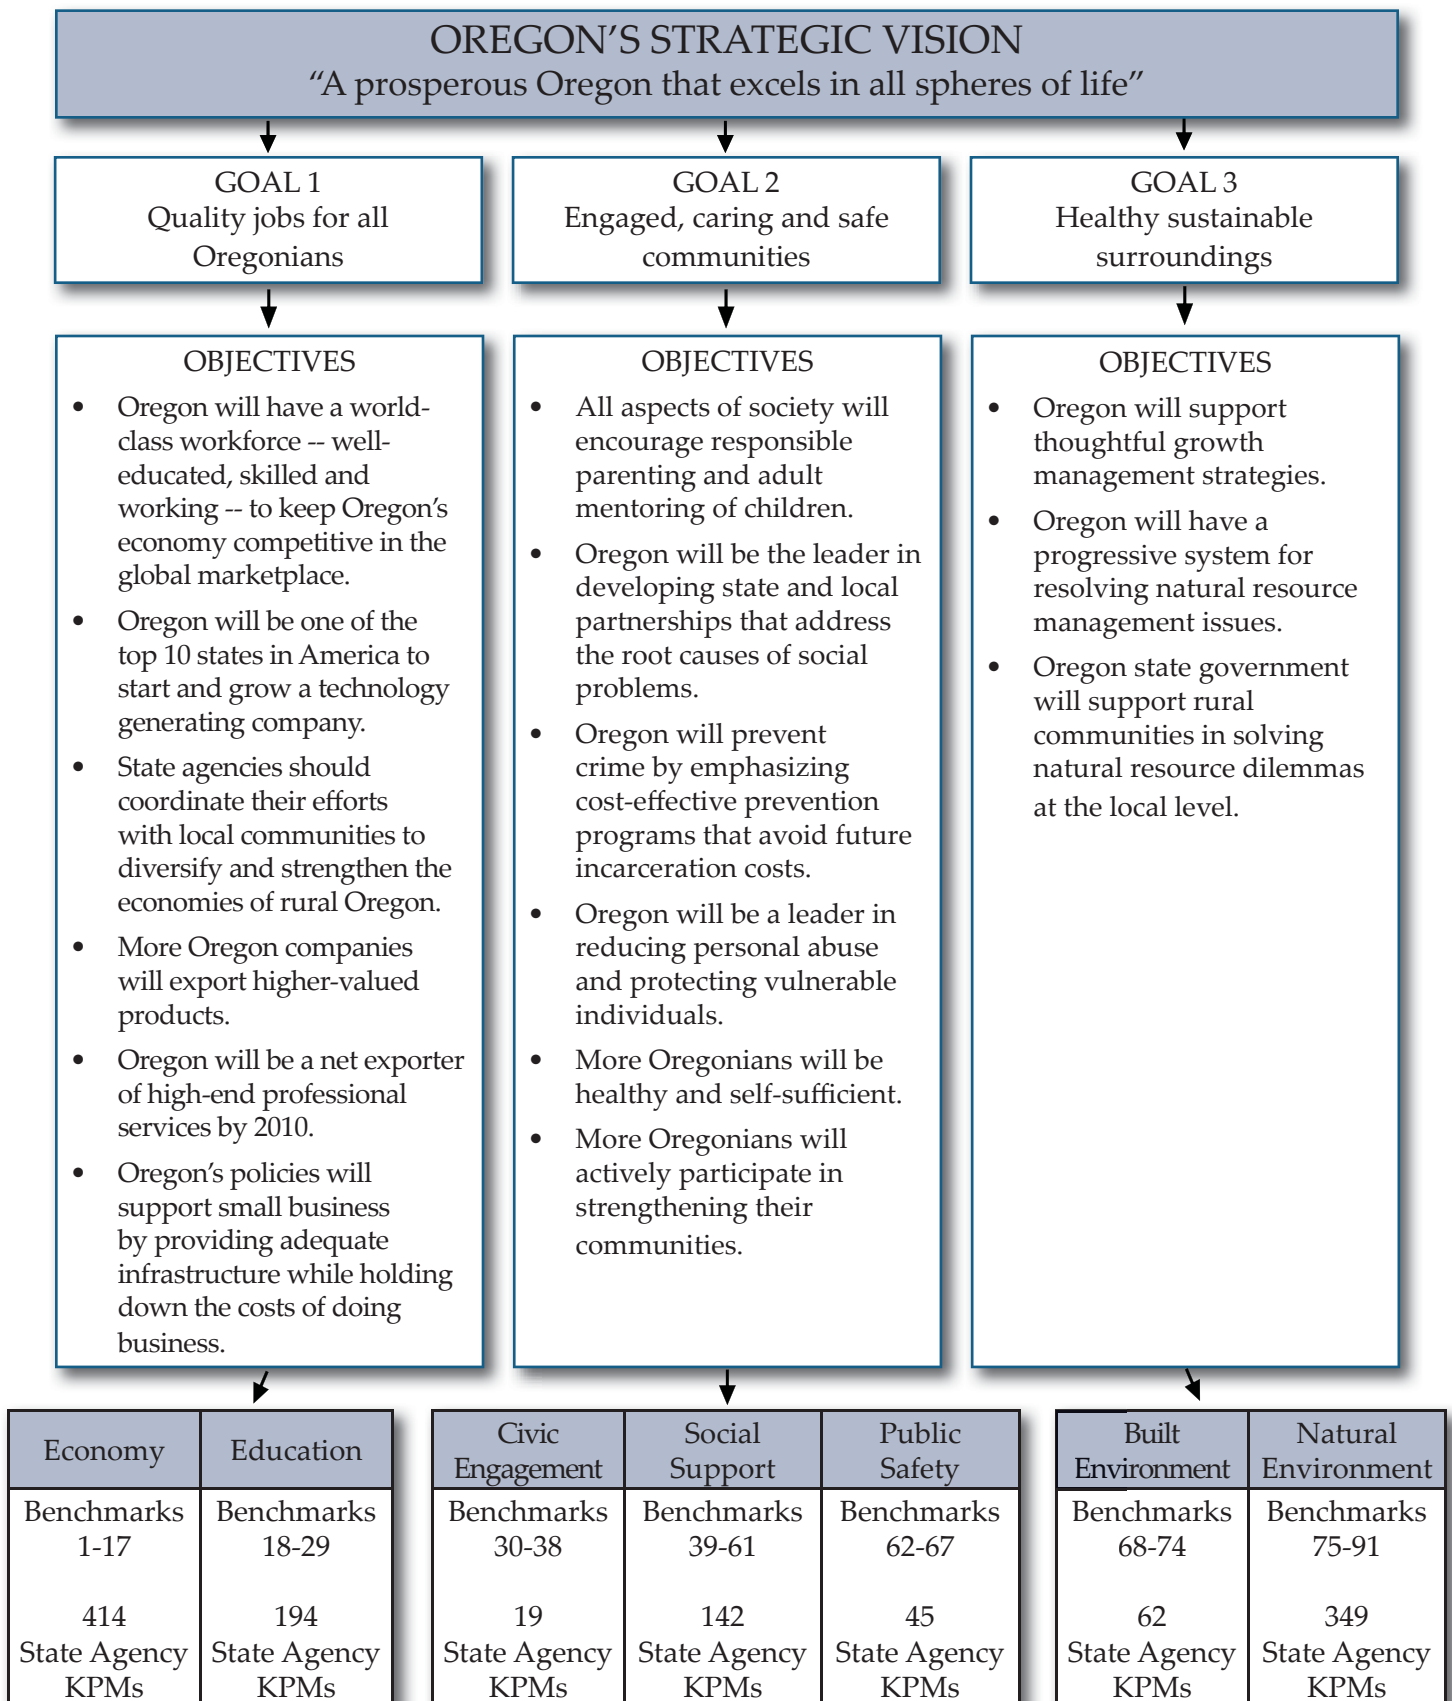 OREGON’S STRATEGIC VISION
“A prosperous Oregon that excels in all spheres of life”
GOAL 1
Quality jobs for all
Oregonians
GOAL 2
Engaged, caring and safe
communities
GOAL 3
Healthy sustainable
surroundings
OBJECTIVES
• Oregon will have a world-
class workforce -- well-
educated, skilled and
working -- to keep Oregon’s
economy competitive in the
global marketplace.
• Oregon will be one of the
top 10 states in America to
start and grow a technology
generating company.
• State agencies should
coordinate their efforts
with local communities to
diversify and strengthen the
economies of rural Oregon.
• More Oregon companies
will export higher-valued
products.
• Oregon will be a net exporter
of high-end professional
services by 2010.
• Oregon’s policies will
support small business
by providing adequate
infrastructure while holding
down the costs of doing
business.
OBJECTIVES
• All aspects of society will
encourage responsible
parenting and adult
mentoring of children.
• Oregon will be the leader in
developing state and local
partnerships that address
the root causes of social
problems.
• Oregon will prevent
crime by emphasizing
cost-effective prevention
programs that avoid future
incarceration costs.
• Oregon will be a leader in
reducing personal abuse
and protecting vulnerable
individuals.
• More Oregonians will be
healthy and self-sufficient.
• More Oregonians will
actively participate in
strengthening their
communities.
OBJECTIVES
• Oregon will support
thoughtful growth
management strategies.
• Oregon will have a
progressive system for
resolving natural resource
management issues.
• Oregon state government
will support rural
communities in solving
natural resource dilemmas
at the local level.
Economy
Benchmarks
1-17
414
State Agency
KPMs
Education
Benchmarks
18-29
194
State Agency
KPMs
Civic
Engagement
Benchmarks
30-38
19
State Agency
KPMs
Social
Support
Benchmarks
39-61
142
State Agency
KPMs
Public
Safety
Benchmarks
62-67
45
State Agency
KPMs
Built
Environment
Benchmarks
68-74
62
State Agency
KPMs
Natural
Environment
Benchmarks
75-91
349
State Agency
KPMs